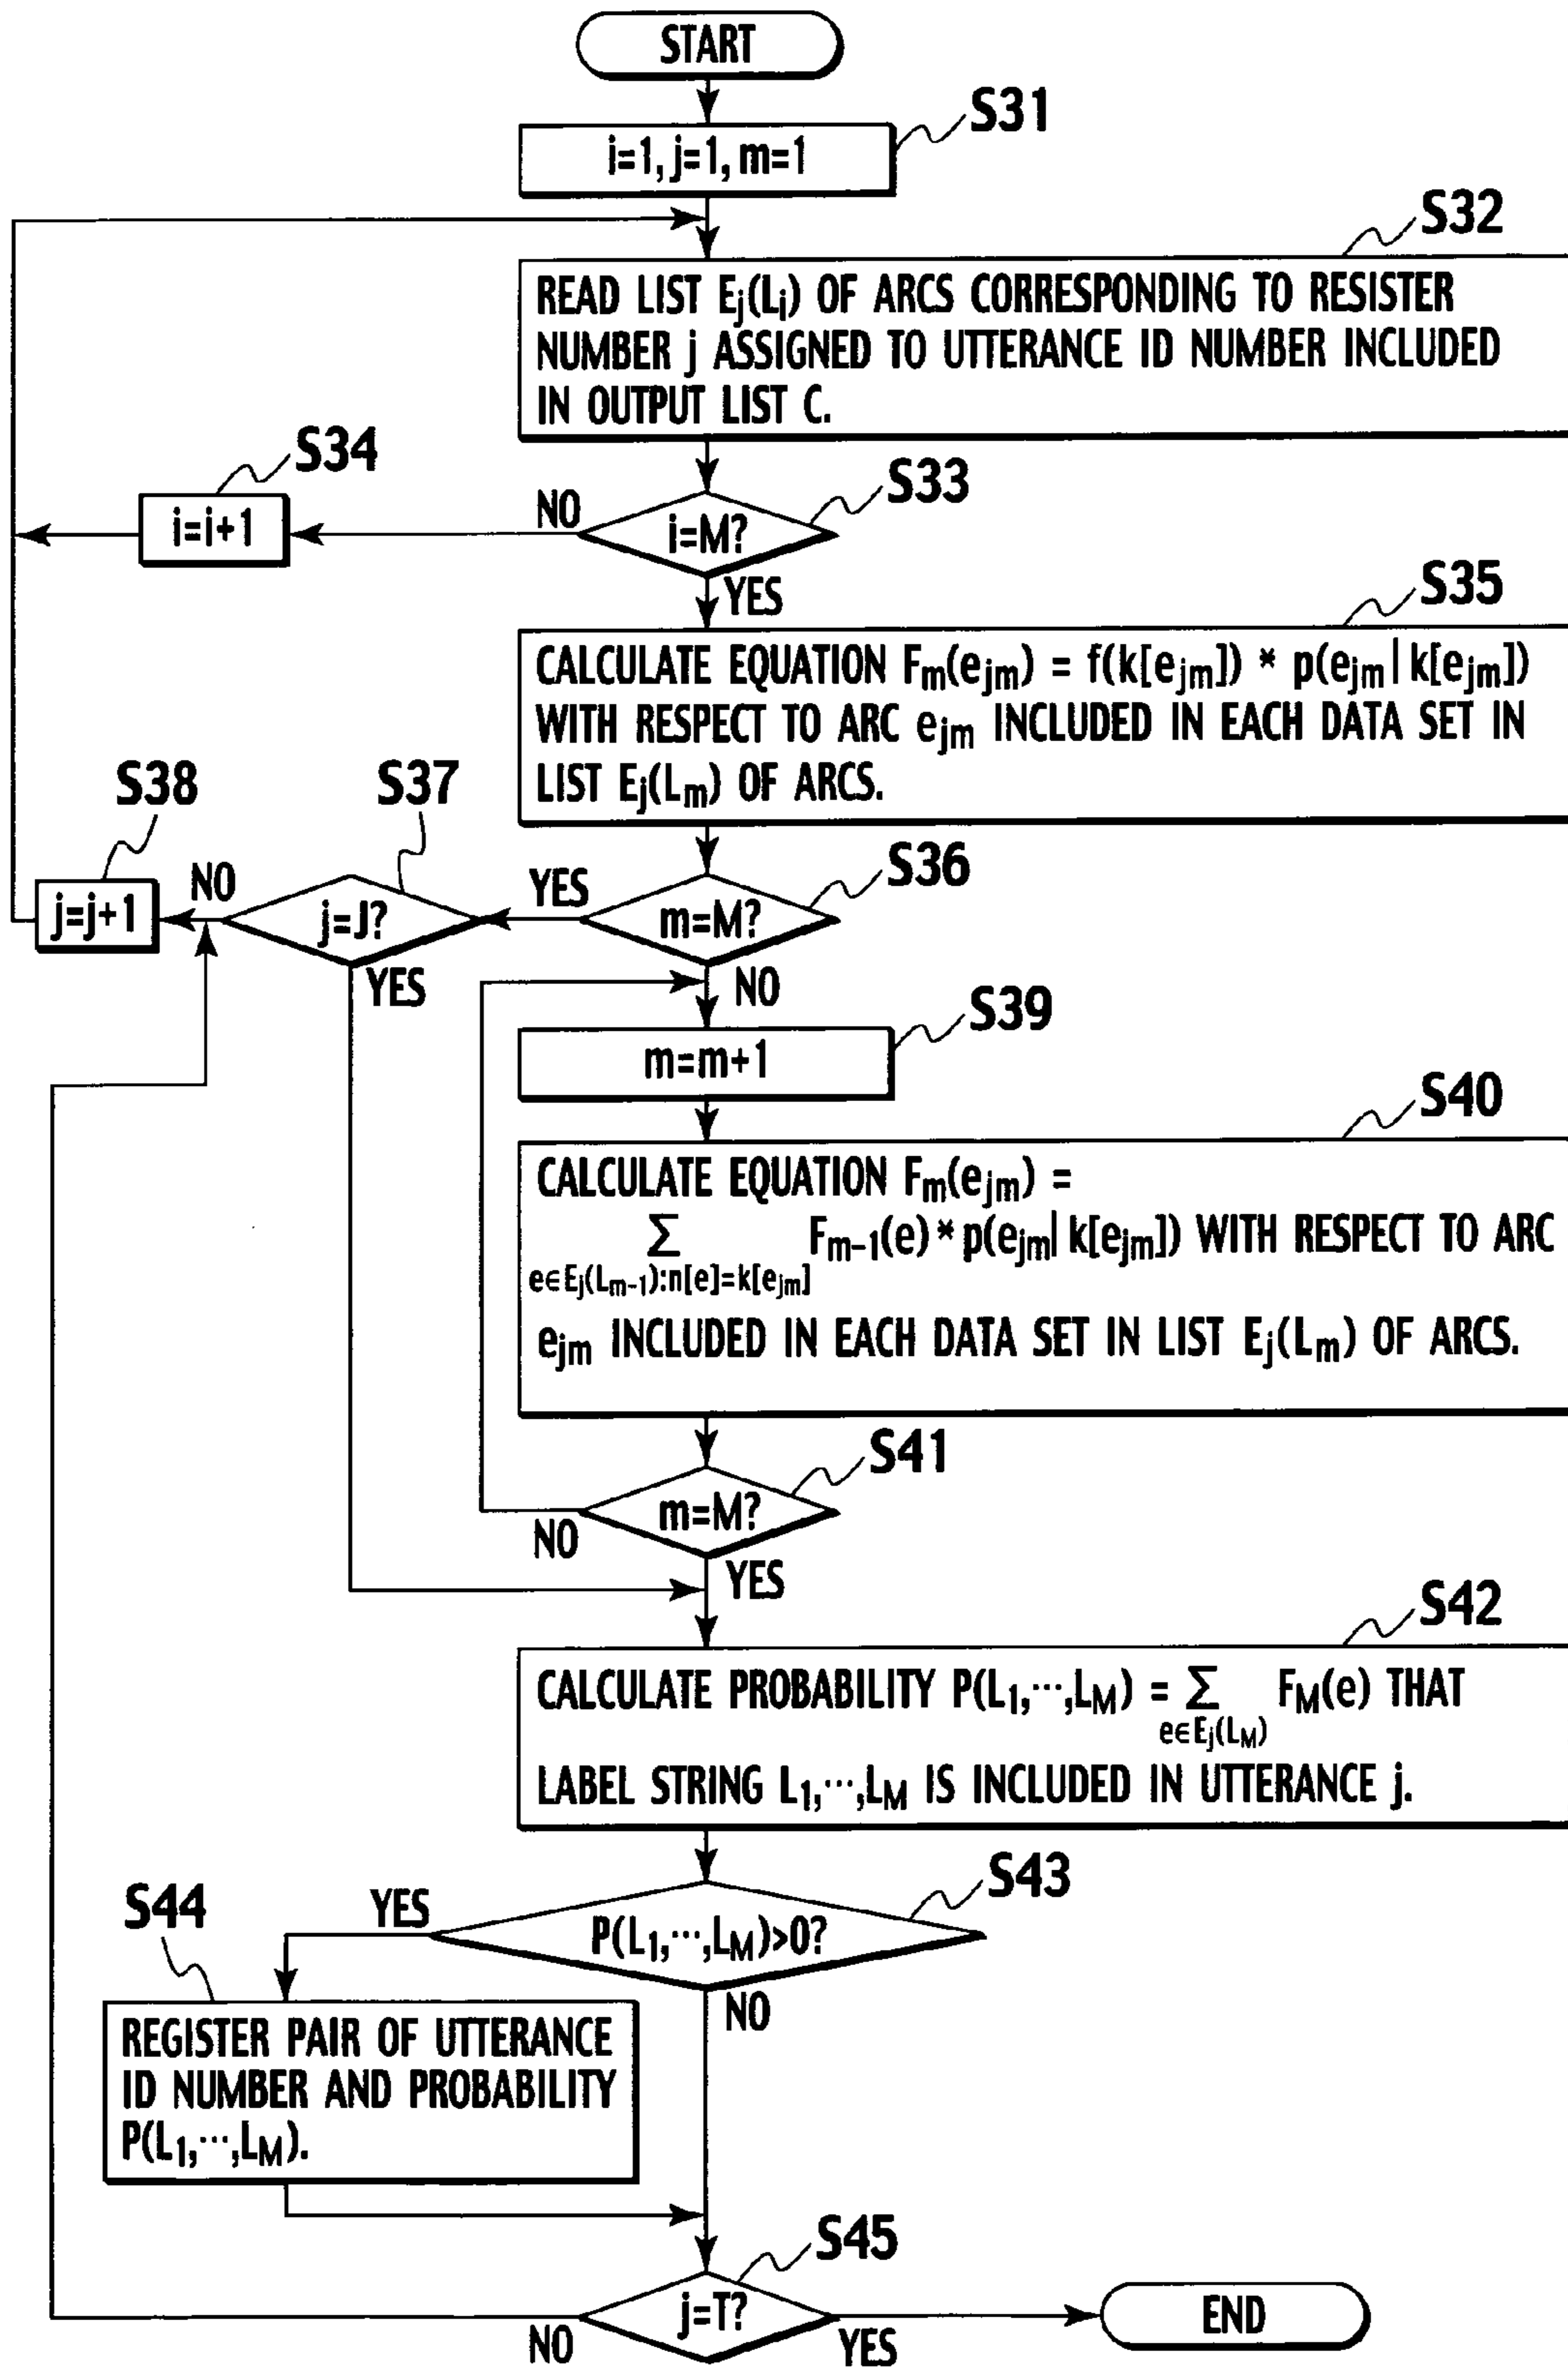 START
S31
i=1, j=1, m=1
S32
READ LIST Ej(Li) OF ARCS CORRESPONDING TO RESISTER
NUMBER j ASSIGNED TO UTTERANCE ID NUMBER INCLUDED
IN OUTPUT LIST C.
S34
i=i+1
NO
S33
i=M?
YES
S35
CALCULATE EQUATION Fm(ejm) = f(k[ejm]) * p(ejm|k[ejm])
WITH RESPECT TO ARC ejm INCLUDED IN EACH DATA SET IN
LIST Ej(Lm) OF ARCS.
S38
j=j+1
NO
S37
j=J?
YES
YES
S36
m=M?
NO
S39
m=m+1
S40
CALCULATE EQUATION Fm(ejm) =
Σ Fm-1(e)*p(ejm|k[ejm]) WITH RESPECT TO ARC
e∈Ej(Lm-1):n[e]=k[ejm]
ejm INCLUDED IN EACH DATA SET IN LIST Ej(Lm) OF ARCS.
S41
m=M?
NO
YES
S42
CALCULATE PROBABILITY P(L1,···,LM) = Σ FM(e) THAT
e∈Ej(LM)
LABEL STRING L1,···,LM IS INCLUDED IN UTTERANCE j.
S43
P(L1,···,LM)>0?
YES
NO
S44
REGISTER PAIR OF UTTERANCE
ID NUMBER AND PROBABILITY
P(L1,···,LM).
S45
j=T?
NO
YES
END